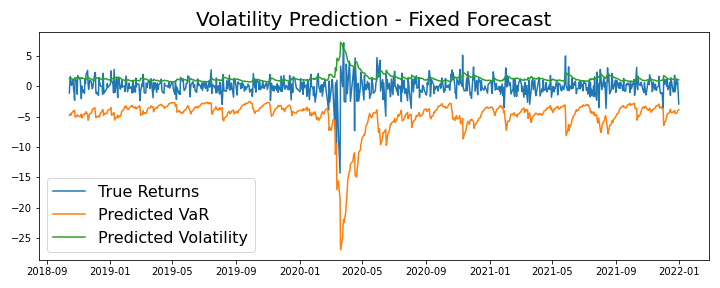 Volatility Prediction - Fixed Forecast
5
0
−5
−10
−15
−20
−25
True Returns
Predicted VaR
Predicted Volatility
2018-09 2019-01 2019-05 2019-09 2020-01 2020-05 2020-09 2021-01 2021-05 2021-09 2022-01